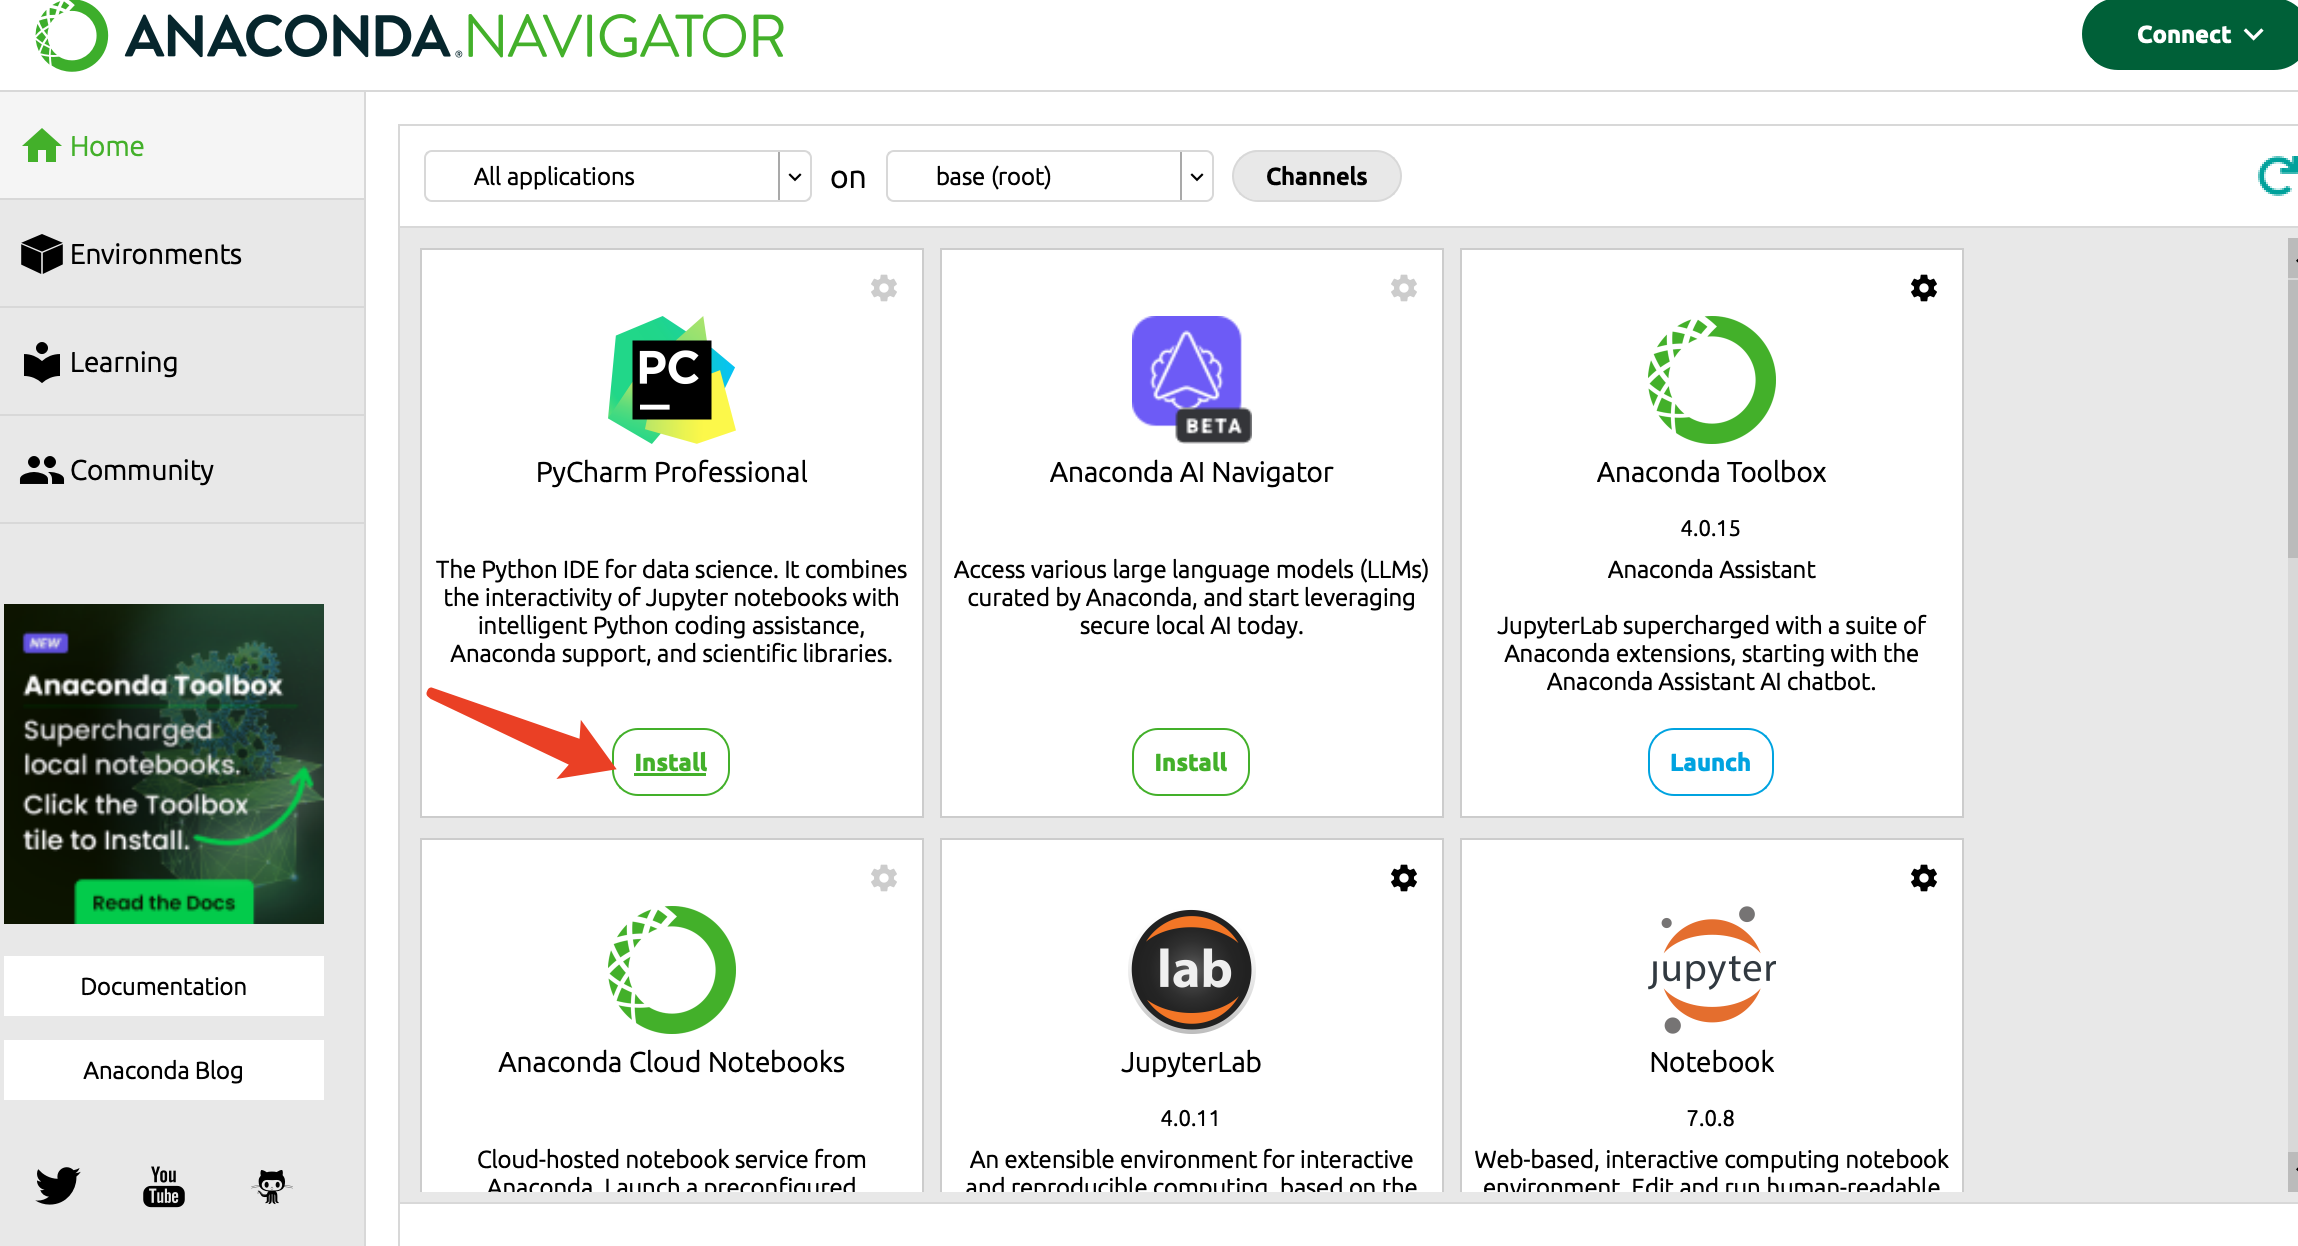 ANACONDA.NAVIGATOR
Connect
Home
Environments
Learning
Community
NEW
Anaconda Toolbox
Supercharged
local notebooks.
Click the Toolbox
tile to Install.
Read the Docs
Documentation
Anaconda Blog
You
Tube
All applications
on
base (root)
Channels
PC
PyCharm Professional
The Python IDE for data science. It combines
the interactivity of Jupyter notebooks with
intelligent Python coding assistance,
Anaconda support, and scientific libraries.
Install
BETA
Anaconda AI Navigator
Access various large language models (LLMs)
curated by Anaconda, and start leveraging
secure local AI today.
Install
Anaconda Toolbox
4.0.15
Anaconda Assistant
JupyterLab supercharged with a suite of
Anaconda extensions, starting with the
Anaconda Assistant AI chatbot.
Launch
Anaconda Cloud Notebooks
Cloud-hosted notebook service from
Anaconda. Launch a preconfigured
lab
JupyterLab
4.0.11
An extensible environment for interactive
and reproducible computing, based on the
jupyter
Notebook
7.0.8
Web-based, interactive computing notebook
environment. Edit and run human-readable